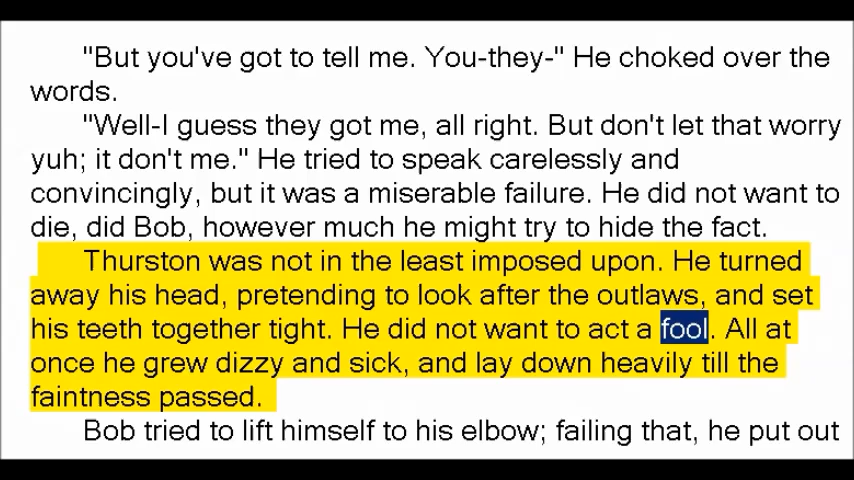 "But you've got to tell me. You-they-" He choked over the
words.
"Well-I guess they got me, all right. But don't let that worry
yuh; it don't me." He tried to speak carelessly and
convincingly, but it was a miserable failure. He did not want to
die, did Bob, however much he might try to hide the fact.
Thurston was not in the least imposed upon. He turned
away his head, pretending to look after the outlaws, and set
his teeth together tight. He did not want to act a fool. All at
once he grew dizzy and sick, and lay down heavily till the
faintness passed.
Bob tried to lift himself to his elbow; failing that, he put out